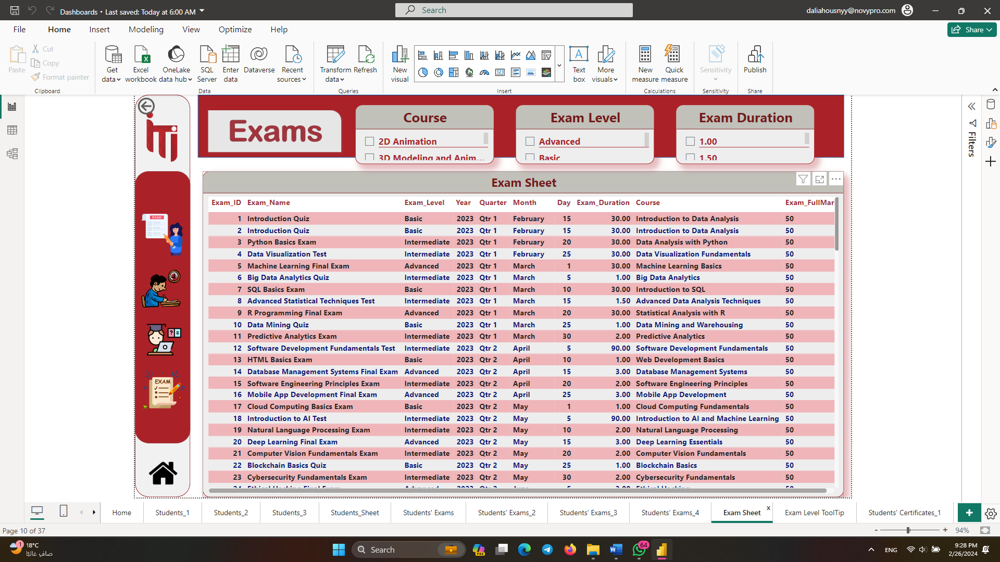 Dashboards • Last saved: Today at 6:00 AM
Search
daliahousnyy@novypro.com
File Home Insert Modeling View Optimize Help
Share
Paste
Cut
Copy
Format painter
Clipboard
Get data
Excel workbook
OneLake data hub
SQL Server
Enter data
Dataverse
Recent sources
Data
Transform data
Refresh
Queries
New visual
Insert
Text box
More visuals
New measure
Quick measure
Calculations
Sensitivity
Sensitivity
Publish
Share
Exams
Course
2D Animation
3D Modeling and Anim...
Exam Level
Advanced
Basic
Exam Duration
1.00
1.50
Filters
iTi
EXAM
EXAM
Exam Sheet
Exam_ID Exam_Name Exam_Level Year Quarter Month Day Exam_Duration Course Exam_FullMar
1 Introduction Quiz Basic 2023 Qtr 1 February 15 30.00 Introduction to Data Analysis 50
2 Introduction Quiz Basic 2023 Qtr 1 February 15 30.00 Introduction to Data Analysis 50
3 Python Basics Exam Intermediate 2023 Qtr 1 February 20 30.00 Data Analysis with Python 50
4 Data Visualization Test Intermediate 2023 Qtr 1 February 25 30.00 Data Visualization Fundamentals 50
5 Machine Learning Final Exam Advanced 2023 Qtr 1 March 1 30.00 Machine Learning Basics 50
6 Big Data Analytics Quiz Intermediate 2023 Qtr 1 March 5 1.00 Big Data Analytics 50
7 SQL Basics Exam Basic 2023 Qtr 1 March 10 30.00 Introduction to SQL 50
8 Advanced Statistical Techniques Test Intermediate 2023 Qtr 1 March 15 1.50 Advanced Data Analysis Techniques 50
9 R Programming Final Exam Advanced 2023 Qtr 1 March 20 30.00 Statistical Analysis with R 50
10 Data Mining Quiz Basic 2023 Qtr 1 March 25 1.00 Data Mining and Warehousing 50
11 Predictive Analytics Exam Intermediate 2023 Qtr 1 March 30 2.00 Predictive Analytics 50
12 Software Development Fundamentals Test Intermediate 2023 Qtr 2 April 5 90.00 Software Development Fundamentals 50
13 HTML Basics Exam Basic 2023 Qtr 2 April 10 1.00 Web Development Basics 50
14 Database Management Systems Final Exam Advanced 2023 Qtr 2 April 15 3.00 Database Management Systems 50
15 Software Engineering Principles Exam Intermediate 2023 Qtr 2 April 20 2.00 Software Engineering Principles 50
16 Mobile App Development Final Exam Advanced 2023 Qtr 2 April 25 3.00 Mobile App Development 50
17 Cloud Computing Basics Exam Basic 2023 Qtr 2 May 1 1.00 Cloud Computing Fundamentals 50
18 Introduction to AI Test Intermediate 2023 Qtr 2 May 5 90.00 Introduction to AI and Machine Learning 50
19 Natural Language Processing Exam Intermediate 2023 Qtr 2 May 10 2.00 Natural Language Processing 50
20 Deep Learning Final Exam Advanced 2023 Qtr 2 May 15 3.00 Deep Learning Essentials 50
21 Computer Vision Fundamentals Exam Intermediate 2023 Qtr 2 May 20 2.00 Computer Vision Fundamentals 50
22 Blockchain Basics Quiz Basic 2023 Qtr 2 May 25 1.00 Blockchain Basics 50
23 Cybersecurity Fundamentals Exam Intermediate 2023 Qtr 2 May 30 2.00 Cybersecurity Fundamentals 50
Home Students_1 Students_2 Students_3 Students_Sheet Students' Exams Students' Exams_2 Students' Exams_3 Students' Exams_4 Exam Sheet x Exam Level ToolTip Students' Certificates_1 +
Page 10 of 37
- + 94%
1
18°C
صافٍ غالبًا
Search
PRE
64
ENG
9:28 PM
2/26/2024